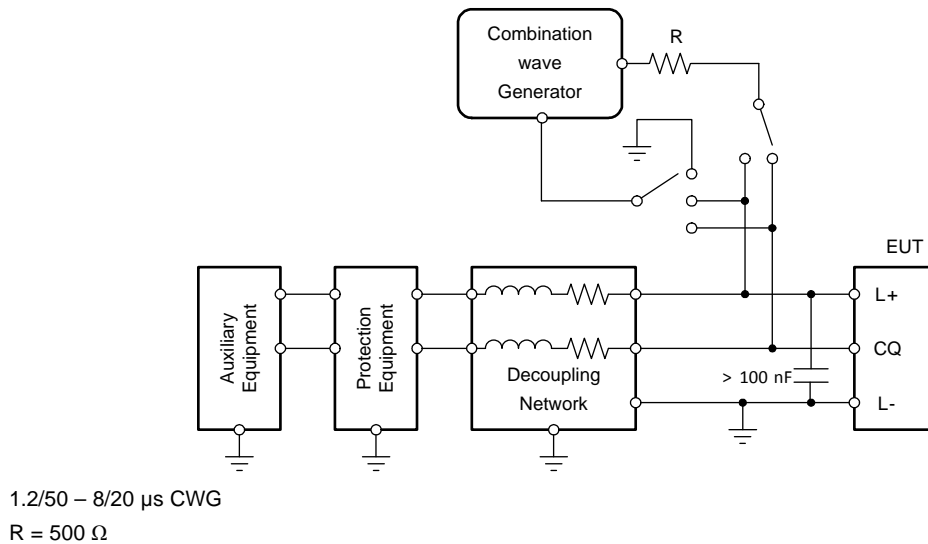 Combination
wave
Generator
R
EUT
Auxiliary
Equipment
Protection
Equipment
Decoupling
Network
L+
CQ
> 100 nF
L-
1.2/50 – 8/20 μs CWG
R = 500 Ω